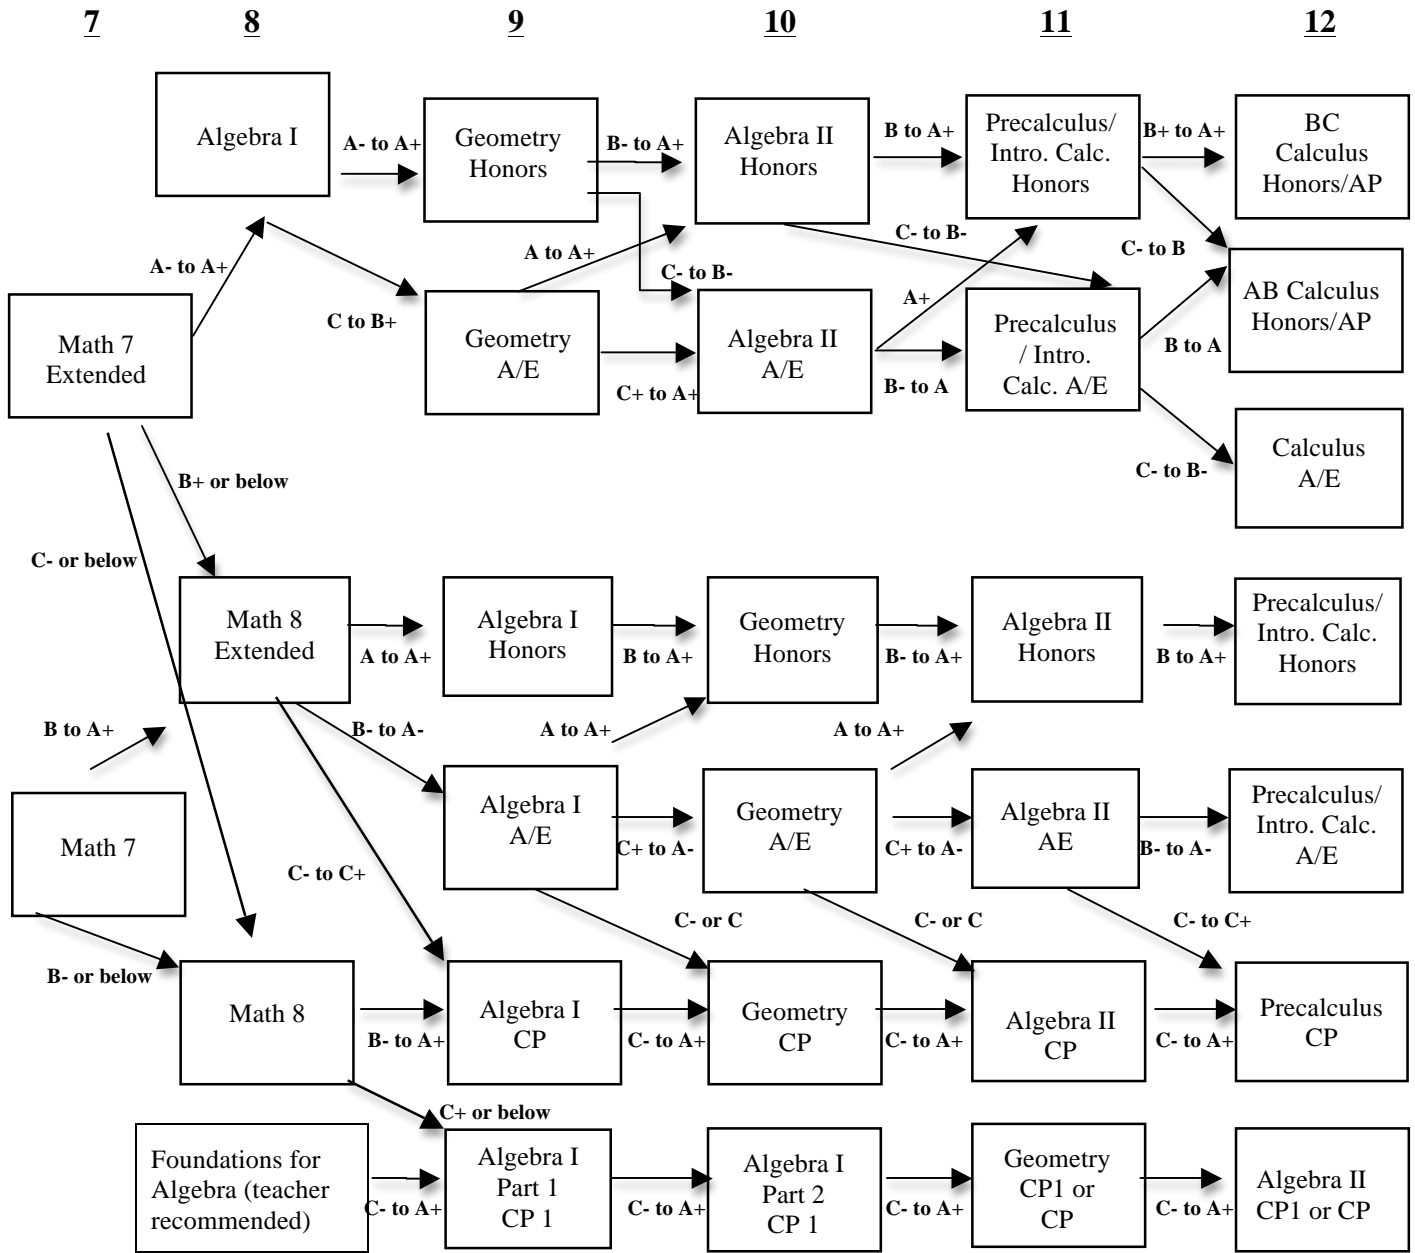 7 8 9 10 11 12
Algebra I
A- to A+
Geometry
Honors
B- to A+
Algebra II
Honors
B to A+
Precalculus/
Intro. Calc.
Honors
B+ to A+
BC
Calculus
Honors/AP
A- to A+
C to B+
A to A+
C- to B-
C- to B-
A+
C- to B
Math 7
Extended
Geometry
A/E
C+ to A+
Algebra II
A/E
B- to A
Precalculus
/ Intro.
Calc. A/E
B to A
AB Calculus
Honors/AP
C- to B-
Calculus
A/E
B+ or below
C- or below
Math 8
Extended
A to A+
Algebra I
Honors
B to A+
Geometry
Honors
B- to A+
Algebra II
Honors
B to A+
Precalculus/
Intro. Calc.
Honors
B to A+
B- to A-
A to A+
A to A+
Math 7
C- to C+
Algebra I
A/E
C+ to A-
Geometry
A/E
C+ to A-
Algebra II
AE
B- to A-
Precalculus/
Intro. Calc.
A/E
B- or below
C- or C
C- or C
C- to C+
Math 8
B- to A+
Algebra I
CP
C- to A+
Geometry
CP
C- to A+
Algebra II
CP
C- to A+
Precalculus
CP
C+ or below
Foundations for
Algebra (teacher
recommended)
C- to A+
Algebra I
Part 1
CP 1
C- to A+
Algebra I
Part 2
CP 1
C- to A+
Geometry
CP1 or
CP
C- to A+
Algebra II
CP1 or CP